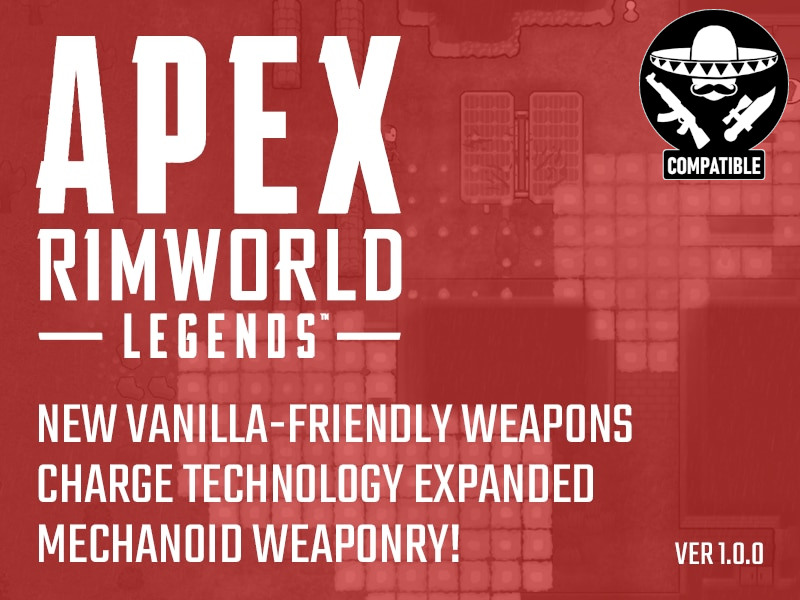 APEX
RIMWORLD
LEGENDS™
COMPATIBLE
NEW VANILLA-FRIENDLY WEAPONS
CHARGE TECHNOLOGY EXPANDED
MECHANOID WEAPONRY!
VER 1.0.0